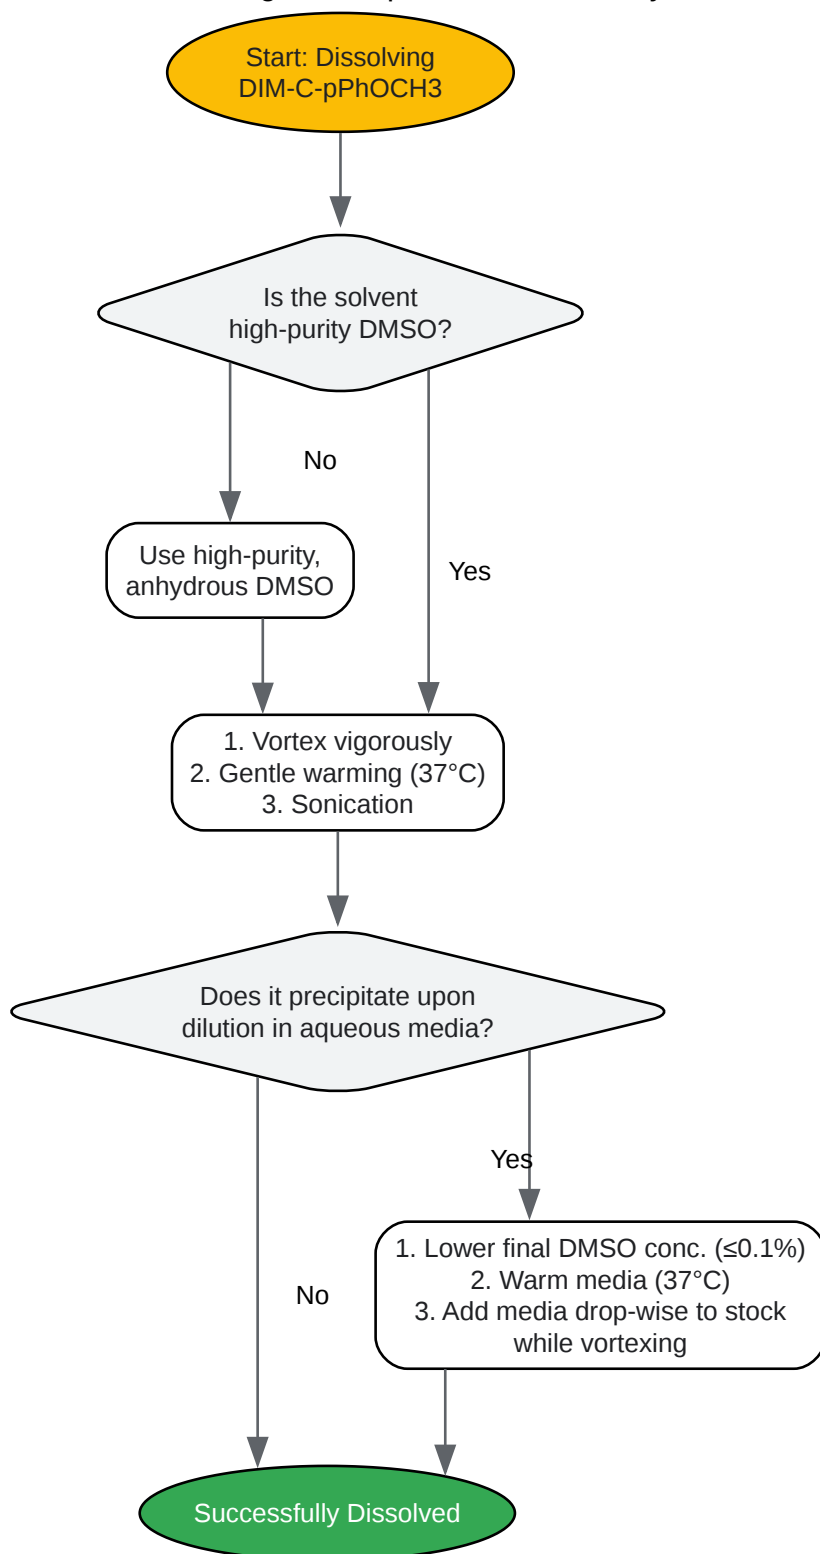 Start: Dissolving
DIM-C-pPhOCH3
Is the solvent
high-purity DMSO?
No
Use high-purity,
anhydrous DMSO
Yes
1. Vortex vigorously
2. Gentle warming (37°C)
3. Sonication
Does it precipitate upon
dilution in aqueous media?
Yes
1. Lower final DMSO conc. (≤0.1%)
2. Warm media (37°C)
3. Add media drop-wise to stock
while vortexing
No
Successfully Dissolved